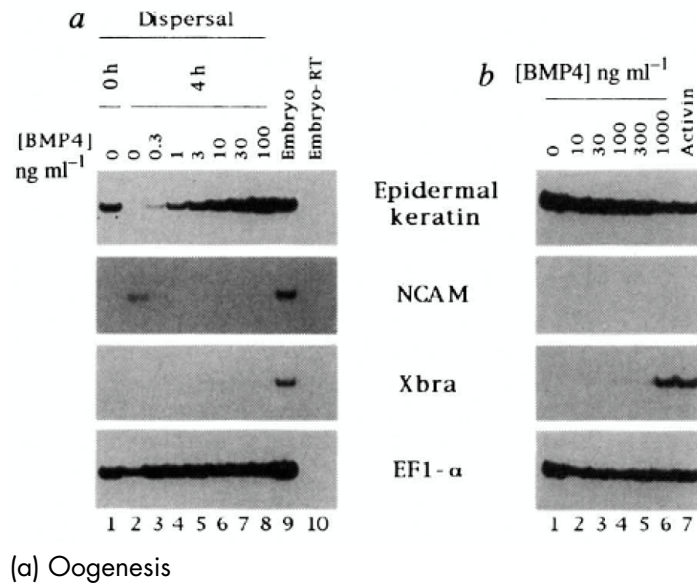 a Dispersal
0 h 4 h
[BMP4] ng ml⁻¹
0 0 0.3 1 3 10 30 100 Embryo Embryo-RT
b [BMP4] ng ml⁻¹
0 10 30 100 300 1000 Activin
Epidermal keratin
NCAM
Xbra
EF1-α
1 2 3 4 5 6 7 8 9 10
1 2 3 4 5 6 7
(a) Oogenesis